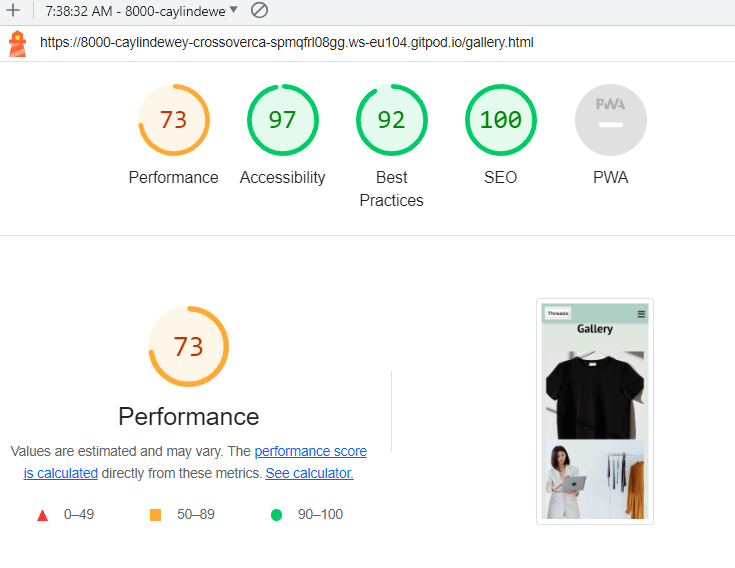 7:38:32 AM - 8000-caylindewe
https://8000-caylindewey-crossoverca-spmqfrl08gg.ws-eu104.gitpod.io/gallery.html
73
97
92
100
PWA
Performance
Accessibility
Best
Practices
SEO
PWA
73
Performance
Values are estimated and may vary. The performance score
is calculated directly from these metrics. See calculator.
0–49
50–89
90–100
Threads.
Gallery